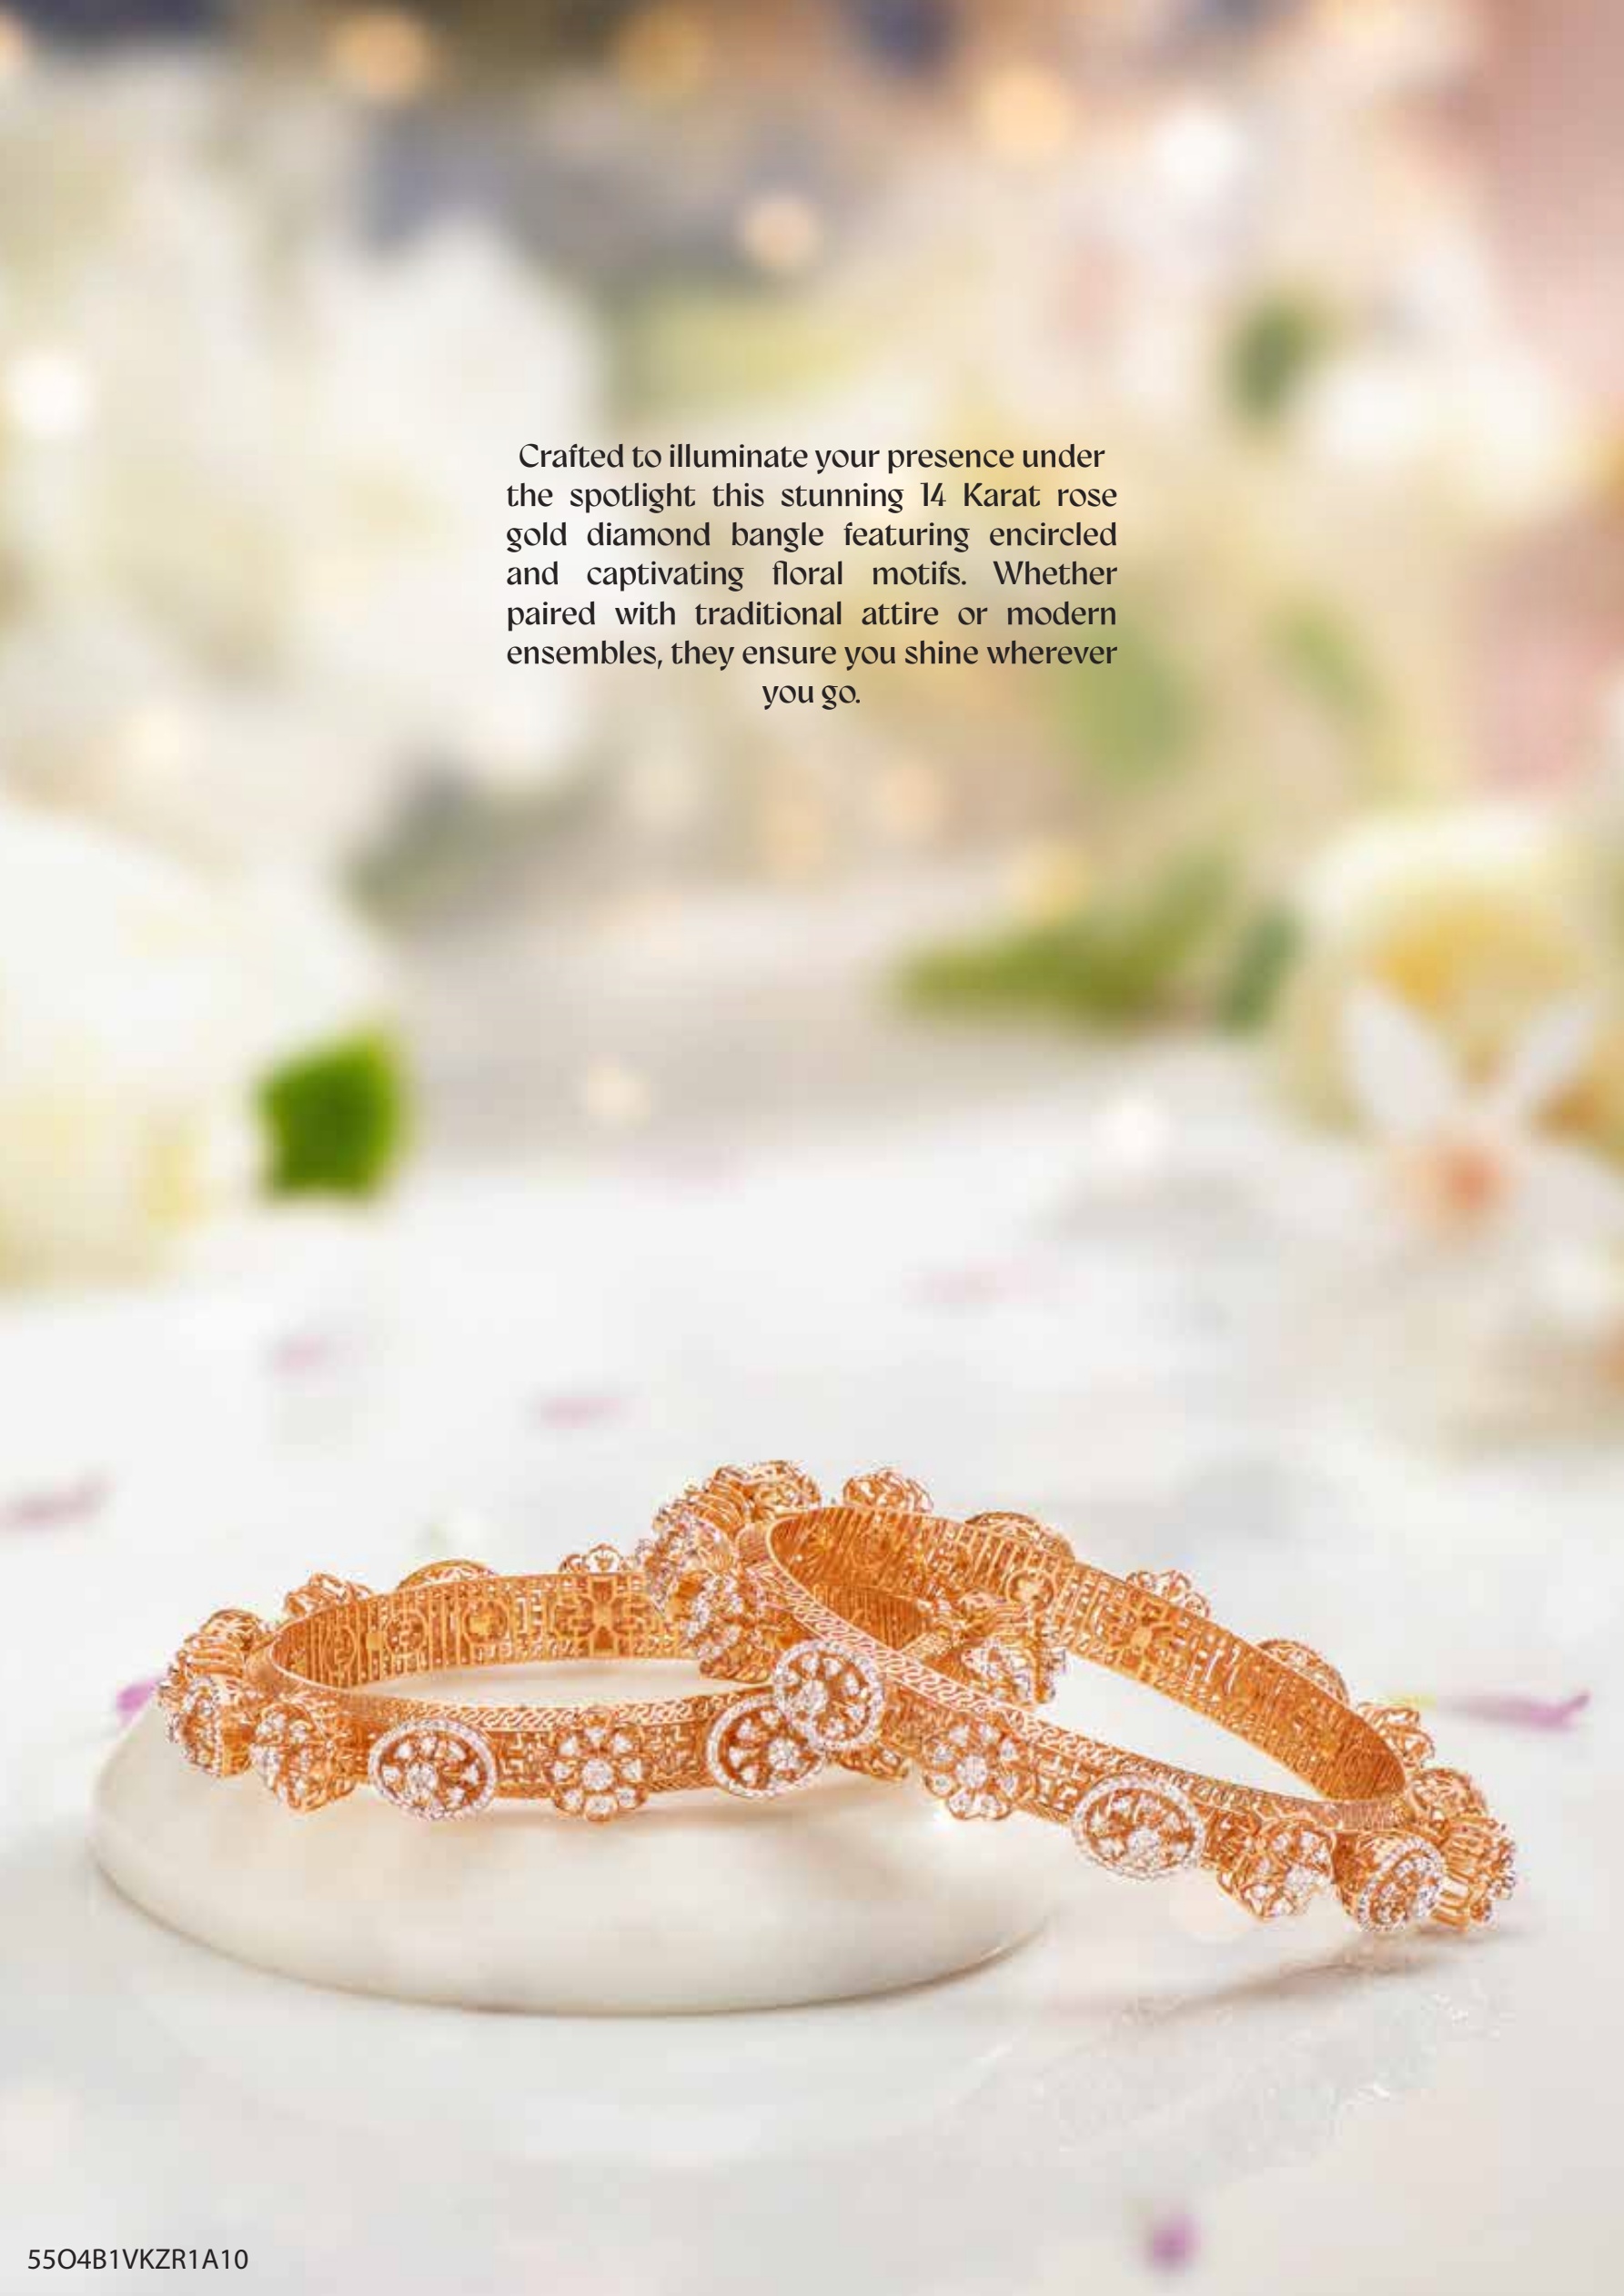 Crafted to illuminate your presence under
the spotlight this stunning 14 Karat rose
gold diamond bangle featuring encircled
and captivating floral motifs. Whether
paired with traditional attire or modern
ensembles, they ensure you shine wherever
you go.
55O4B1VKZR1A10